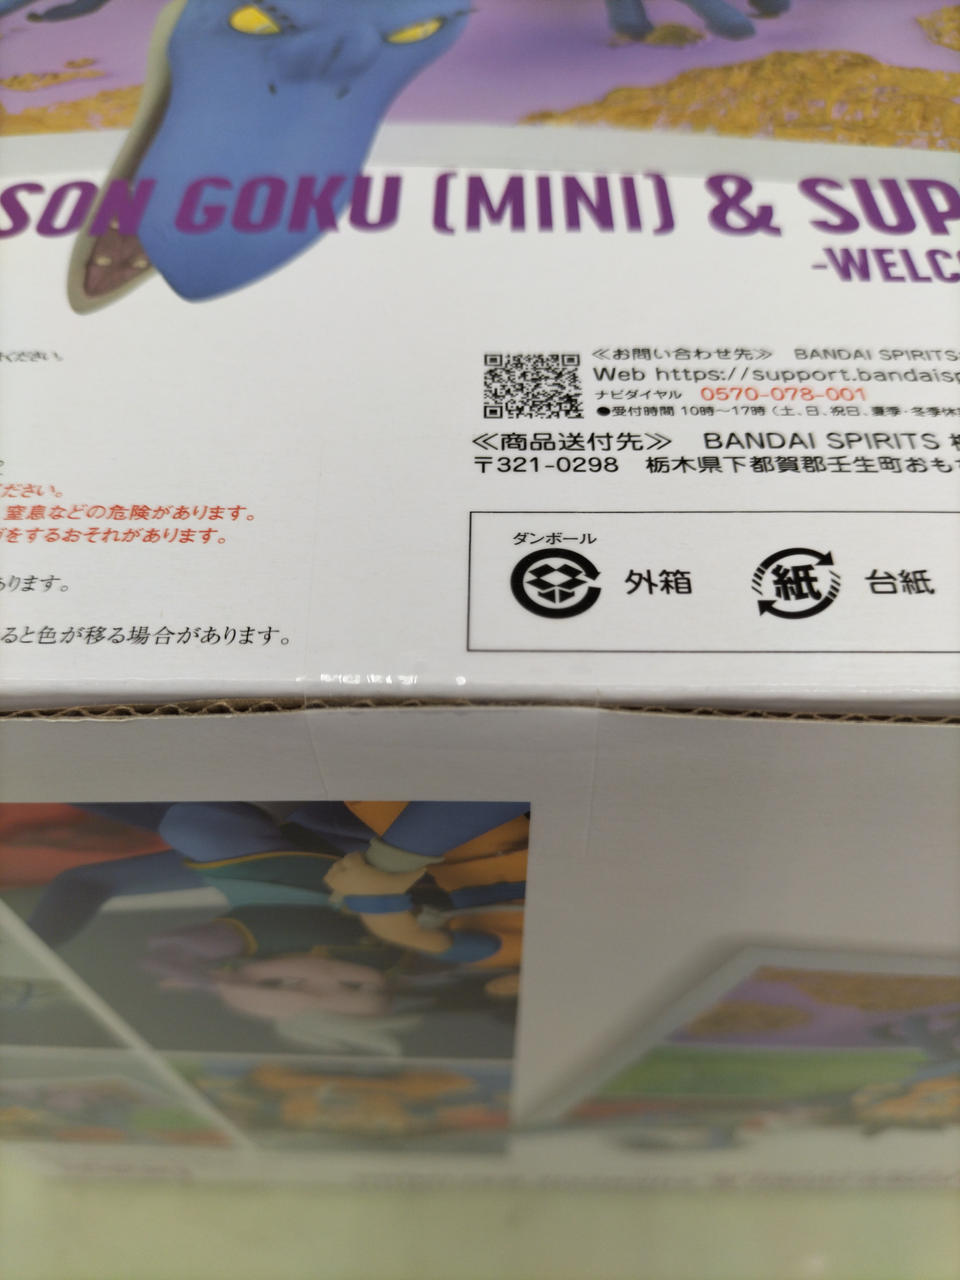 SON GOKU (MINI) & SUP
-WELC
ください。
≪お問い合わせ先≫ BANDAI SPIRITS
Web https://support.bandaisp
ナビダイヤル 0570-078-001
●受付時間 10時～17時(土、日、祝日、夏季・冬季休
≪商品送付先≫ BANDAI SPIRITS
〒321-0298 栃木県下都賀郡壬生町おも
ださい。
窒息などの危険があります。
をするおそれがあります。
あります。
ると色が移る場合があります。
ダンボール
外箱
紙
台紙